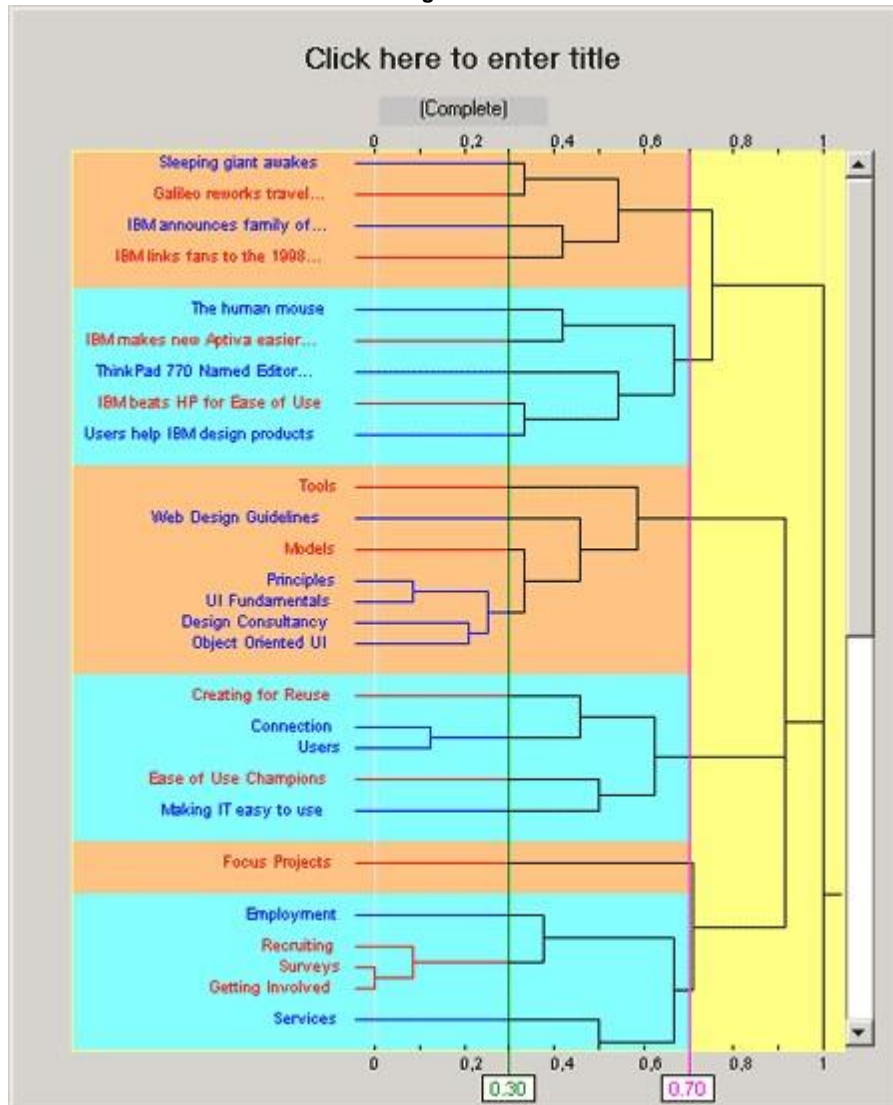 Click here to enter title
(Complete)
0 0,2 0,4 0,6 0,8 1
Sleeping giant awakes
Galileo reworks travel...
IBM announces family of...
IBM links fans to the 1998...
The human mouse
IBM makes new Aptiva easier...
ThinkPad 770 Named Editor...
IBM beats HP for Ease of Use
Users help IBM design products
Tools
Web Design Guidelines
Models
Principles
UI Fundamentals
Design Consultancy
Object Oriented UI
Creating for Reuse
Connection
Users
Ease of Use Champions
Making IT easy to use
Focus Projects
Employment
Recruiting
Surveys
Getting Involved
Services
0 0,2 0,4 0,6 0,8 1
0.30 0.70